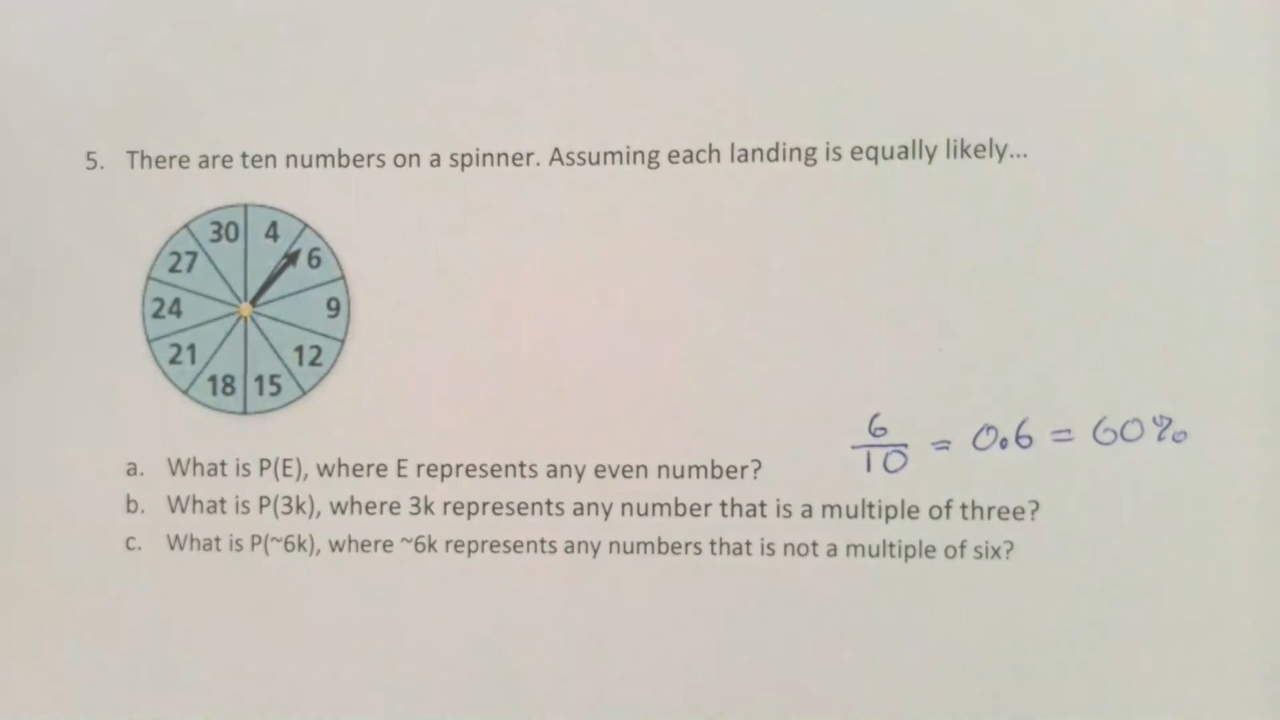 5. There are ten numbers on a spinner. Assuming each landing is equally likely...
30 4
27 6
24 9
21 12
18 15
6/10 = 0.6 = 60%
a. What is P(E), where E represents any even number?
b. What is P(3k), where 3k represents any number that is a multiple of three?
c. What is P(~6k), where ~6k represents any numbers that is not a multiple of six?